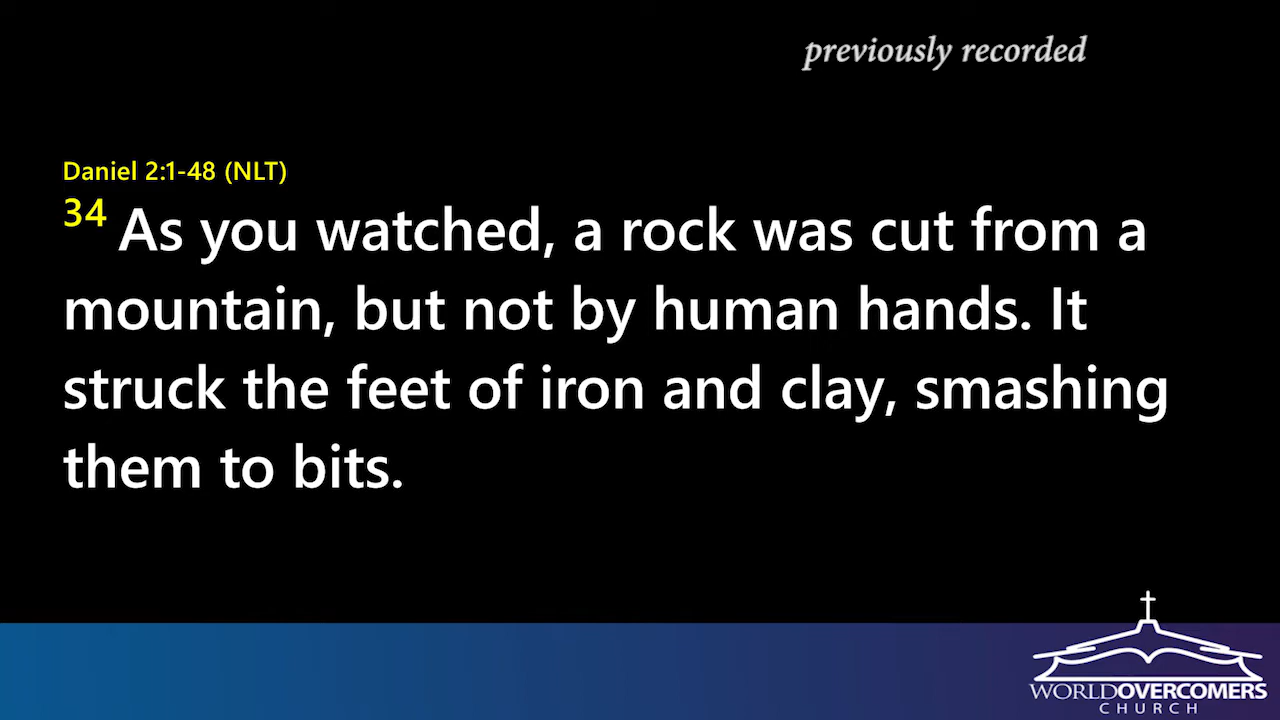 previously recorded
Daniel 2:1-48 (NLT)
34 As you watched, a rock was cut from a
mountain, but not by human hands. It
struck the feet of iron and clay, smashing
them to bits.
WORLDOVERCOMERS
CHURCH